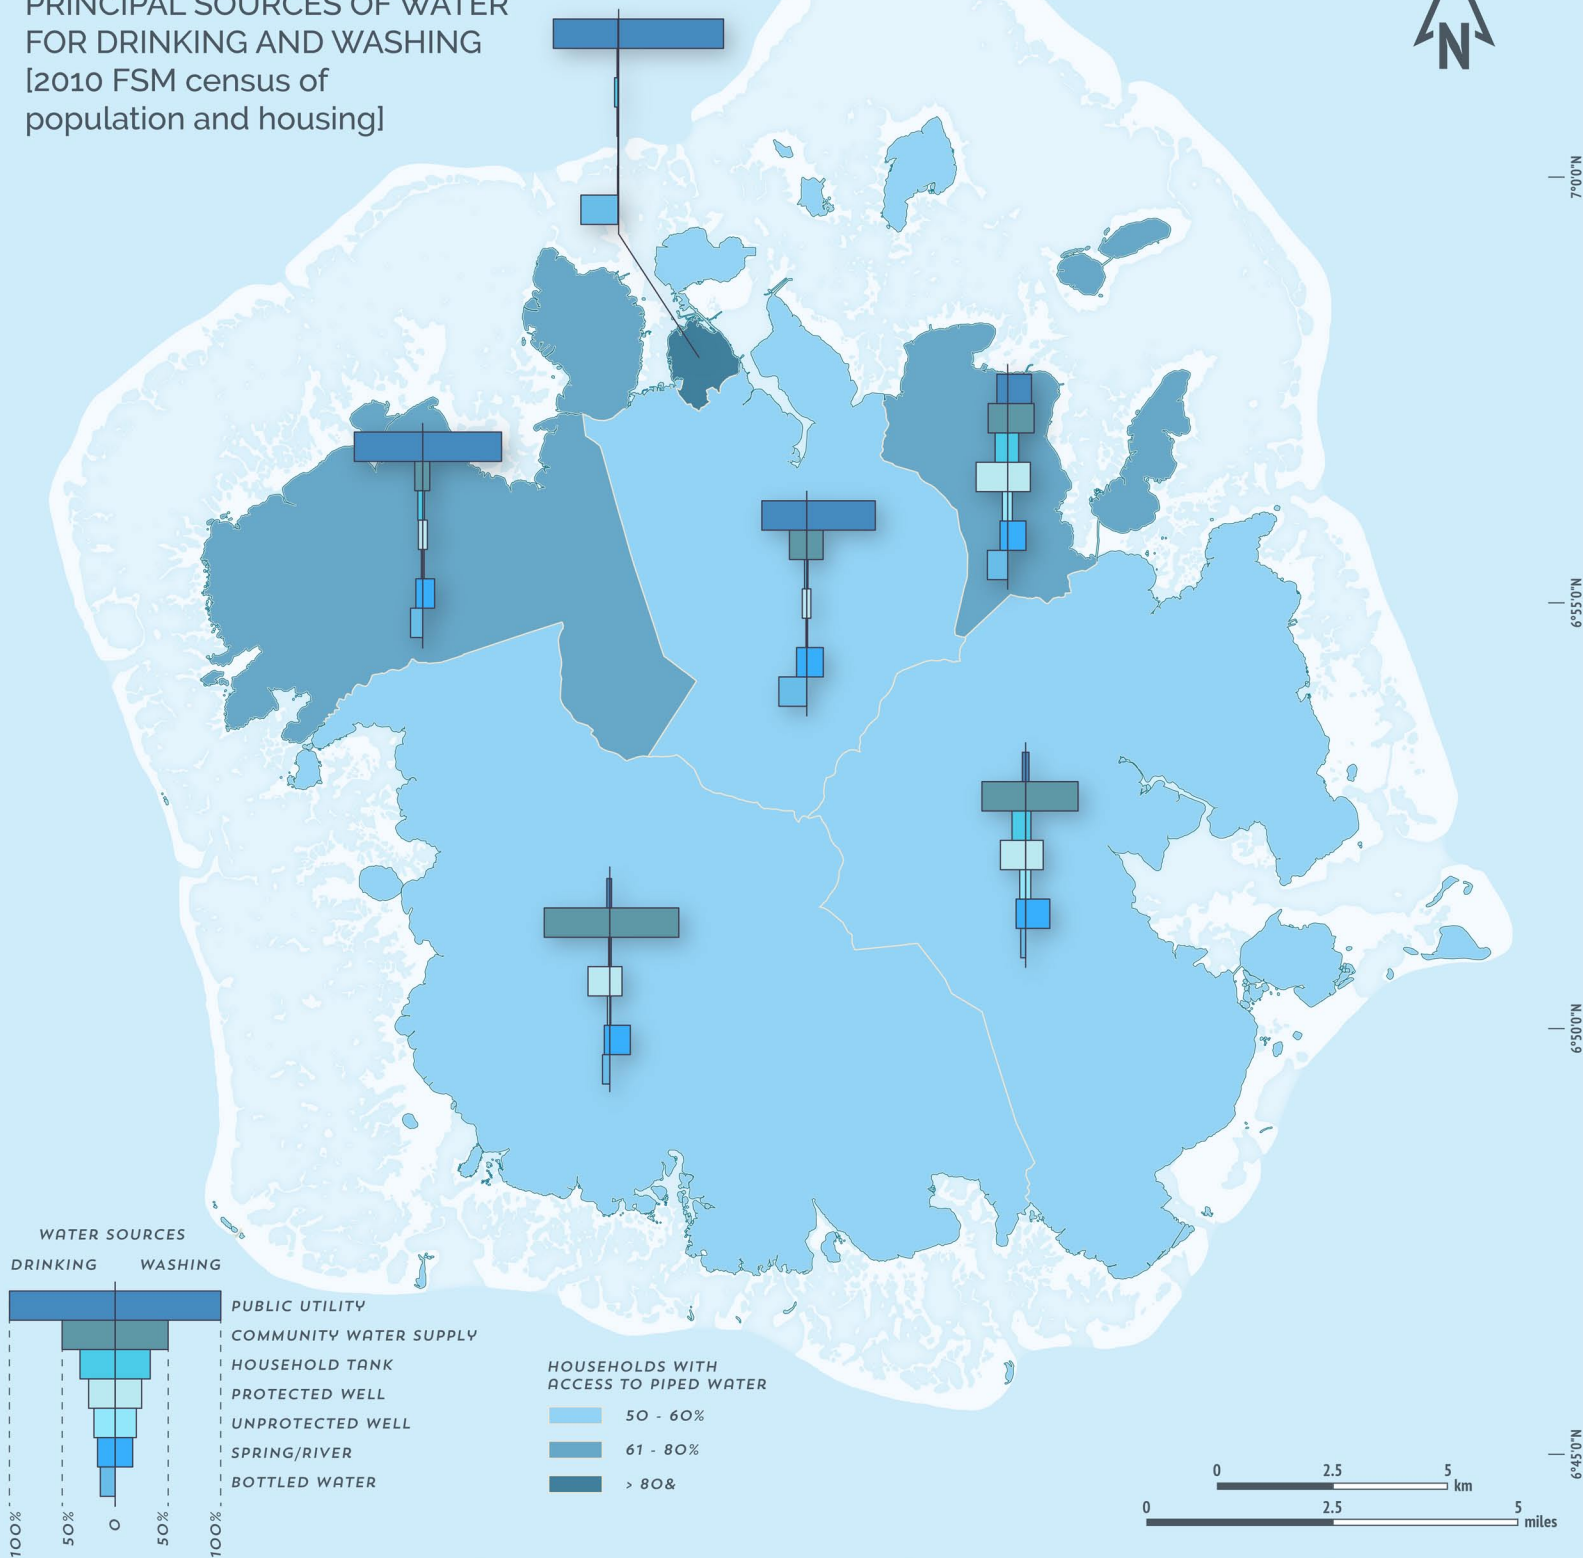 PRINCIPAL SOURCES OF WATER
FOR DRINKING AND WASHING
[2010 FSM census of
population and housing]
N
7°0'0"N
6°55'0"N
6°50'0"N
6°45'0"N
WATER SOURCES
DRINKING WASHING
PUBLIC UTILITY
COMMUNITY WATER SUPPLY
HOUSEHOLD TANK
PROTECTED WELL
UNPROTECTED WELL
SPRING/RIVER
BOTTLED WATER
100% 50% 0 50% 100%
HOUSEHOLDS WITH
ACCESS TO PIPED WATER
50 - 60%
61 - 80%
> 80&
0 2.5 5 km
0 2.5 5 miles